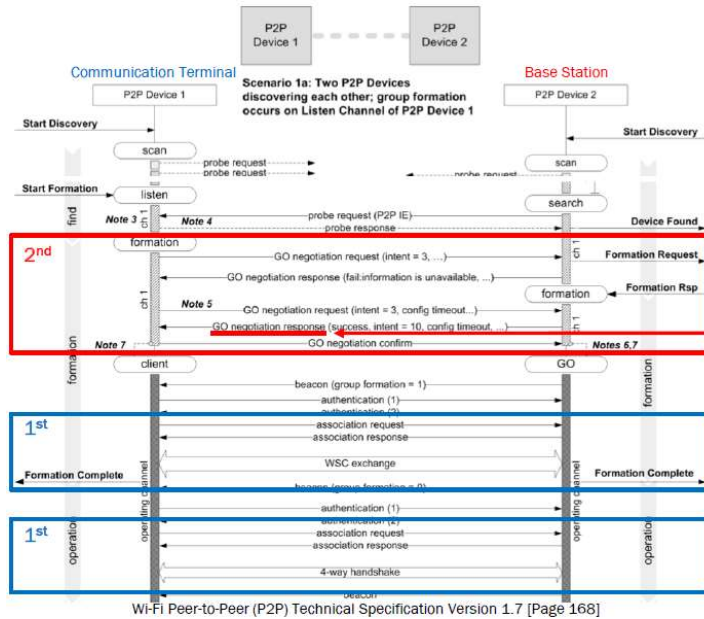 P2P
Device 1
P2P
Device 2
Communication Terminal
Base Station
Scenario 1a: Two P2P Devices
discovering each other; group formation
occurs on Listen Channel of P2P Device 1
P2P Device 1
P2P Device 2
Start Discovery
Start Discovery
scan
scan
probe request
probe request
probe request
Start Formation
listen
search
find
Note 3
ch 1
Note 4
probe request (P2P IE)
probe response
Device Found
2nd
formation
ch 1
GO negotiation request (intent = 3, ...)
Formation Request
GO negotiation response (fail:information is unavailable, ...)
ch 1
formation
Formation Rsp
Note 5
GO negotiation request (intent = 3, config timeout...)
GO negotiation response (success, intent = 10, config timeout, ...)
ch 1
Note 7
GO negotiation confirm
Notes 6,7
formation
client
GO
formation
beacon (group formation = 1)
authentication (1)
authentication (2)
1st
association request
association response
WSC exchange
Formation Complete
Formation Complete
beacon (group formation = 0)
operating channel
operating channel
authentication (1)
authentication (2)
1st
operation
association request
operation
association response
4-way handshake
beacon
Wi-Fi Peer-to-Peer (P2P) Technical Specification Version 1.7 [Page 168]